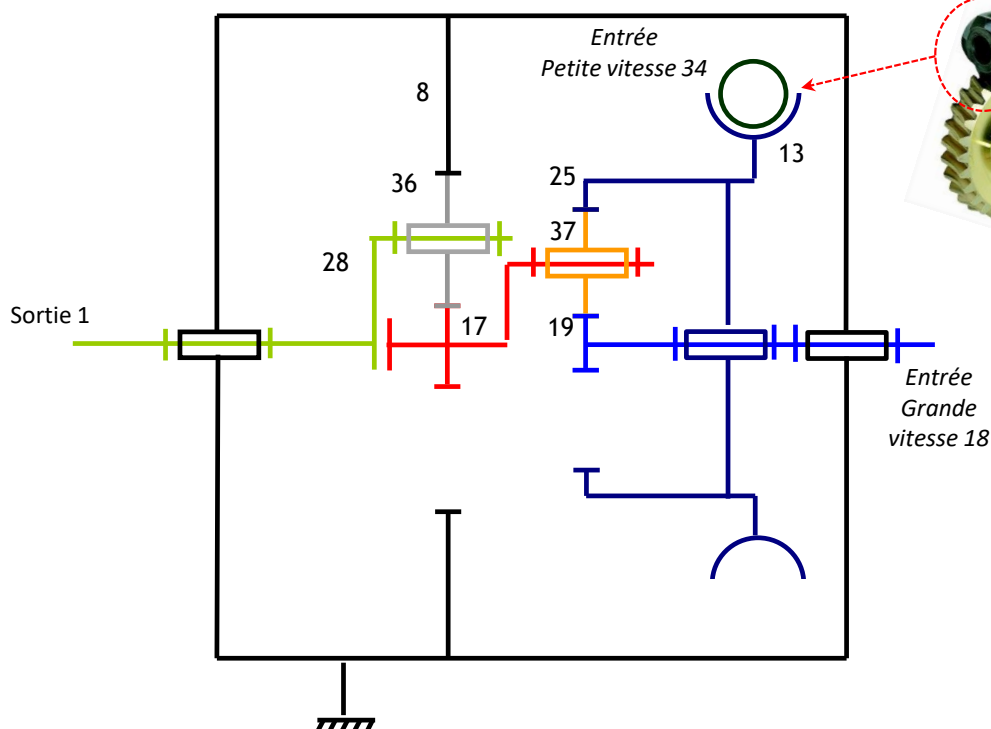 Entrée
Petite vitesse 34
8
13
36
25
37
28
Sortie 1
17
19
Entrée
Grande
vitesse 18